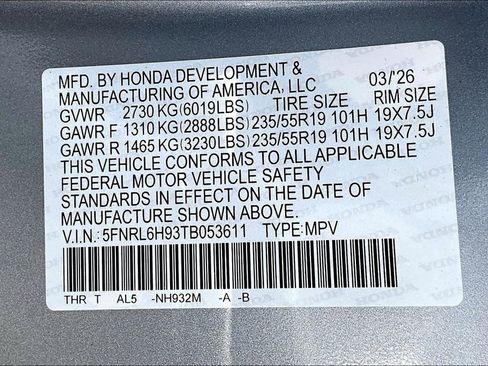 MFD. BY HONDA DEVELOPMENT &
MANUFACTURING OF AMERICA, LLC 03/'26
GVWR 2730 KG(6019LBS) TIRE SIZE RIM SIZE
GAWR F 1310 KG(2888LBS) 235/55R19 101H 19X7.5J
GAWR R 1465 KG(3230LBS) 235/55R19 101H 19X7.5J
THIS VEHICLE CONFORMS TO ALL APPLICABLE
FEDERAL MOTOR VEHICLE SAFETY
STANDARDS IN EFFECT ON THE DATE OF
MANUFACTURE SHOWN ABOVE.
V.I.N.: 5FNRL6H93TB053611 TYPE: MPV
THR T AL5 -NH932M -A -B